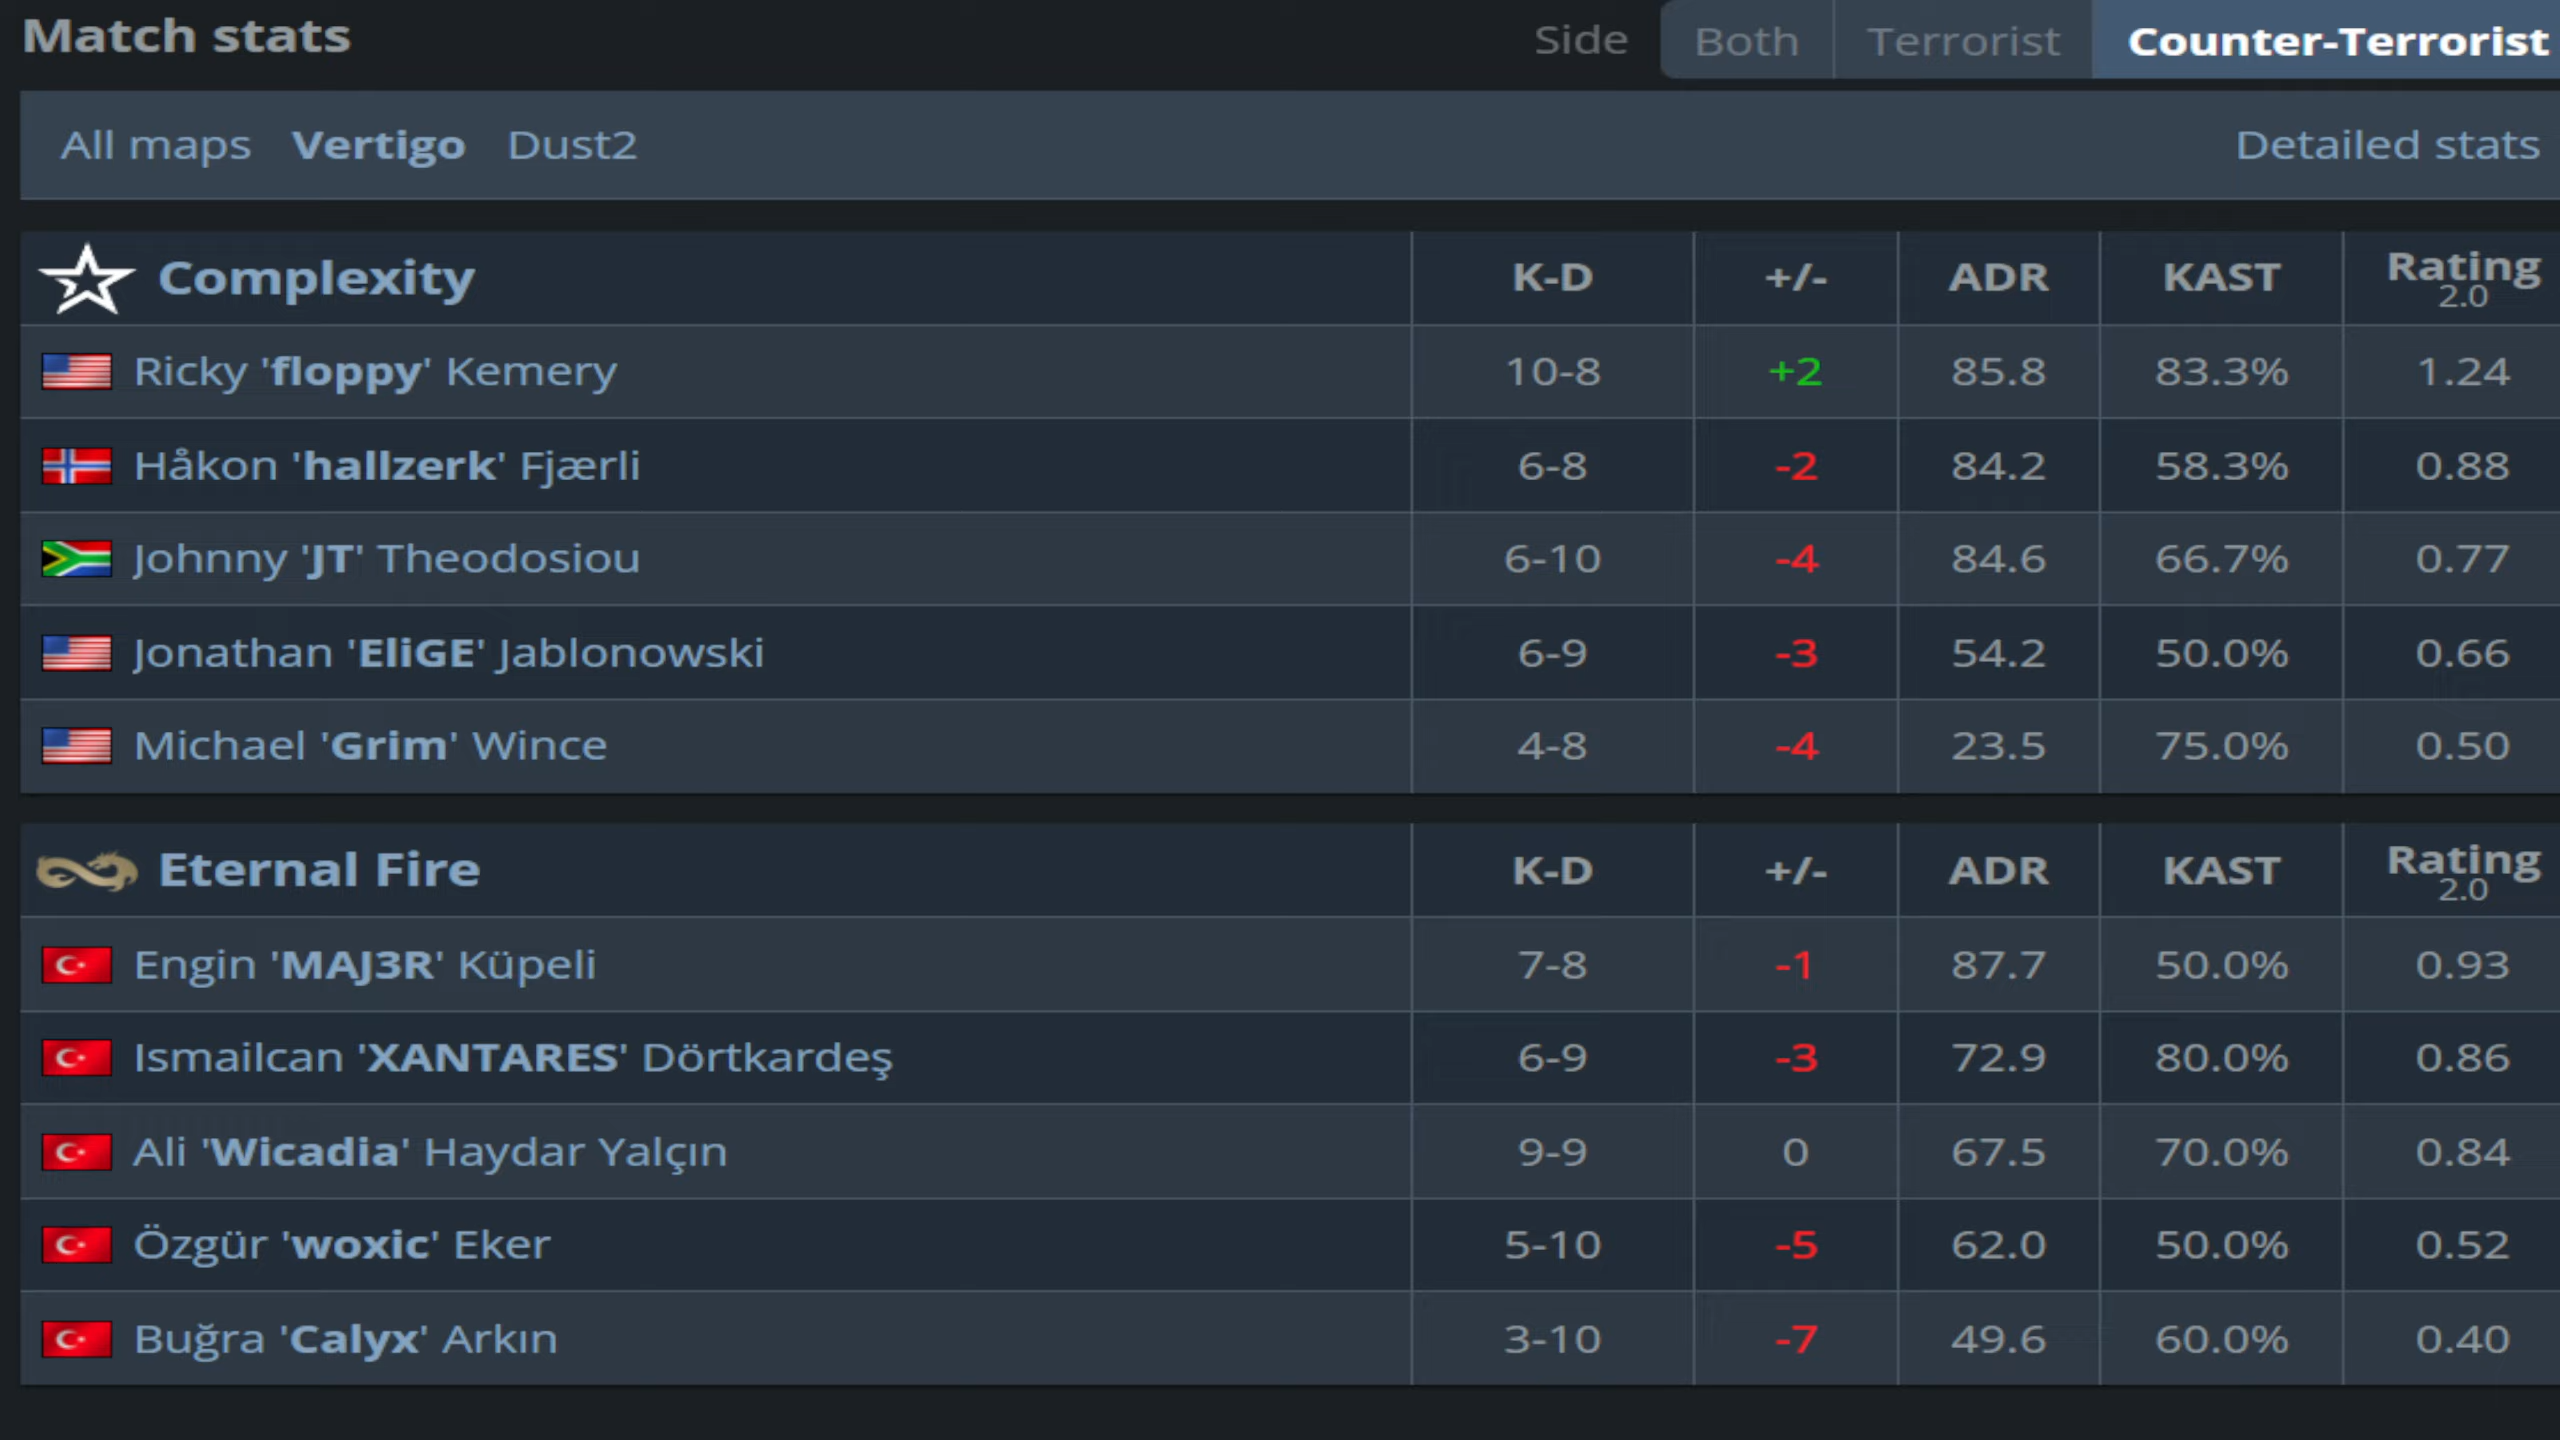 Match stats Side Both Terrorist Counter-Terrorist
All maps Vertigo Dust2 Detailed stats
Complexity K-D +/- ADR KAST Rating 2.0
Ricky 'floppy' Kemery 10-8 +2 85.8 83.3% 1.24
Håkon 'hallzerk' Fjærli 6-8 -2 84.2 58.3% 0.88
Johnny 'JT' Theodosiou 6-10 -4 84.6 66.7% 0.77
Jonathan 'EliGE' Jablonowski 6-9 -3 54.2 50.0% 0.66
Michael 'Grim' Wince 4-8 -4 23.5 75.0% 0.50
Eternal Fire K-D +/- ADR KAST Rating 2.0
Engin 'MAJ3R' Küpeli 7-8 -1 87.7 50.0% 0.93
Ismailcan 'XANTARES' Dörtkardeş 6-9 -3 72.9 80.0% 0.86
Ali 'Wicadia' Haydar Yalçın 9-9 0 67.5 70.0% 0.84
Özgür 'woxic' Eker 5-10 -5 62.0 50.0% 0.52
Buğra 'Calyx' Arkın 3-10 -7 49.6 60.0% 0.40